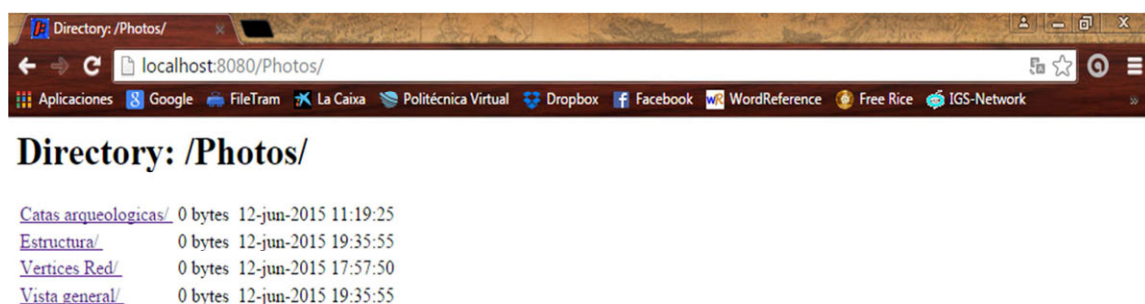 Directory: /Photos/
localhost:8080/Photos/
Aplicaciones Google FileTram La Caixa Politécnica Virtual Dropbox Facebook WR WordReference Free Rice IGS-Network »
Directory: /Photos/
Catas arqueologicas/ 0 bytes 12-jun-2015 11:19:25
Estructura/ 0 bytes 12-jun-2015 19:35:55
Vertices Red/ 0 bytes 12-jun-2015 17:57:50
Vista general/ 0 bytes 12-jun-2015 19:35:55